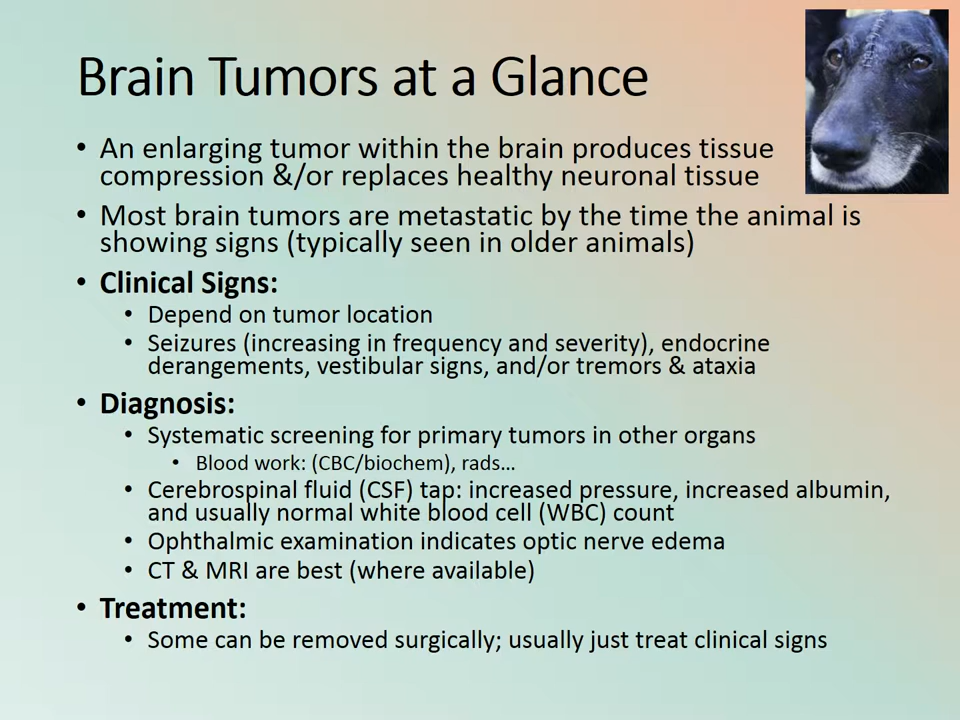 Brain Tumors at a Glance
• An enlarging tumor within the brain produces tissue
compression &/or replaces healthy neuronal tissue
• Most brain tumors are metastatic by the time the animal is
showing signs (typically seen in older animals)
• Clinical Signs:
• Depend on tumor location
• Seizures (increasing in frequency and severity), endocrine
derangements, vestibular signs, and/or tremors & ataxia
• Diagnosis:
• Systematic screening for primary tumors in other organs
• Blood work: (CBC/biochem), rads…
• Cerebrospinal fluid (CSF) tap: increased pressure, increased albumin,
and usually normal white blood cell (WBC) count
• Ophthalmic examination indicates optic nerve edema
• CT & MRI are best (where available)
• Treatment:
• Some can be removed surgically; usually just treat clinical signs